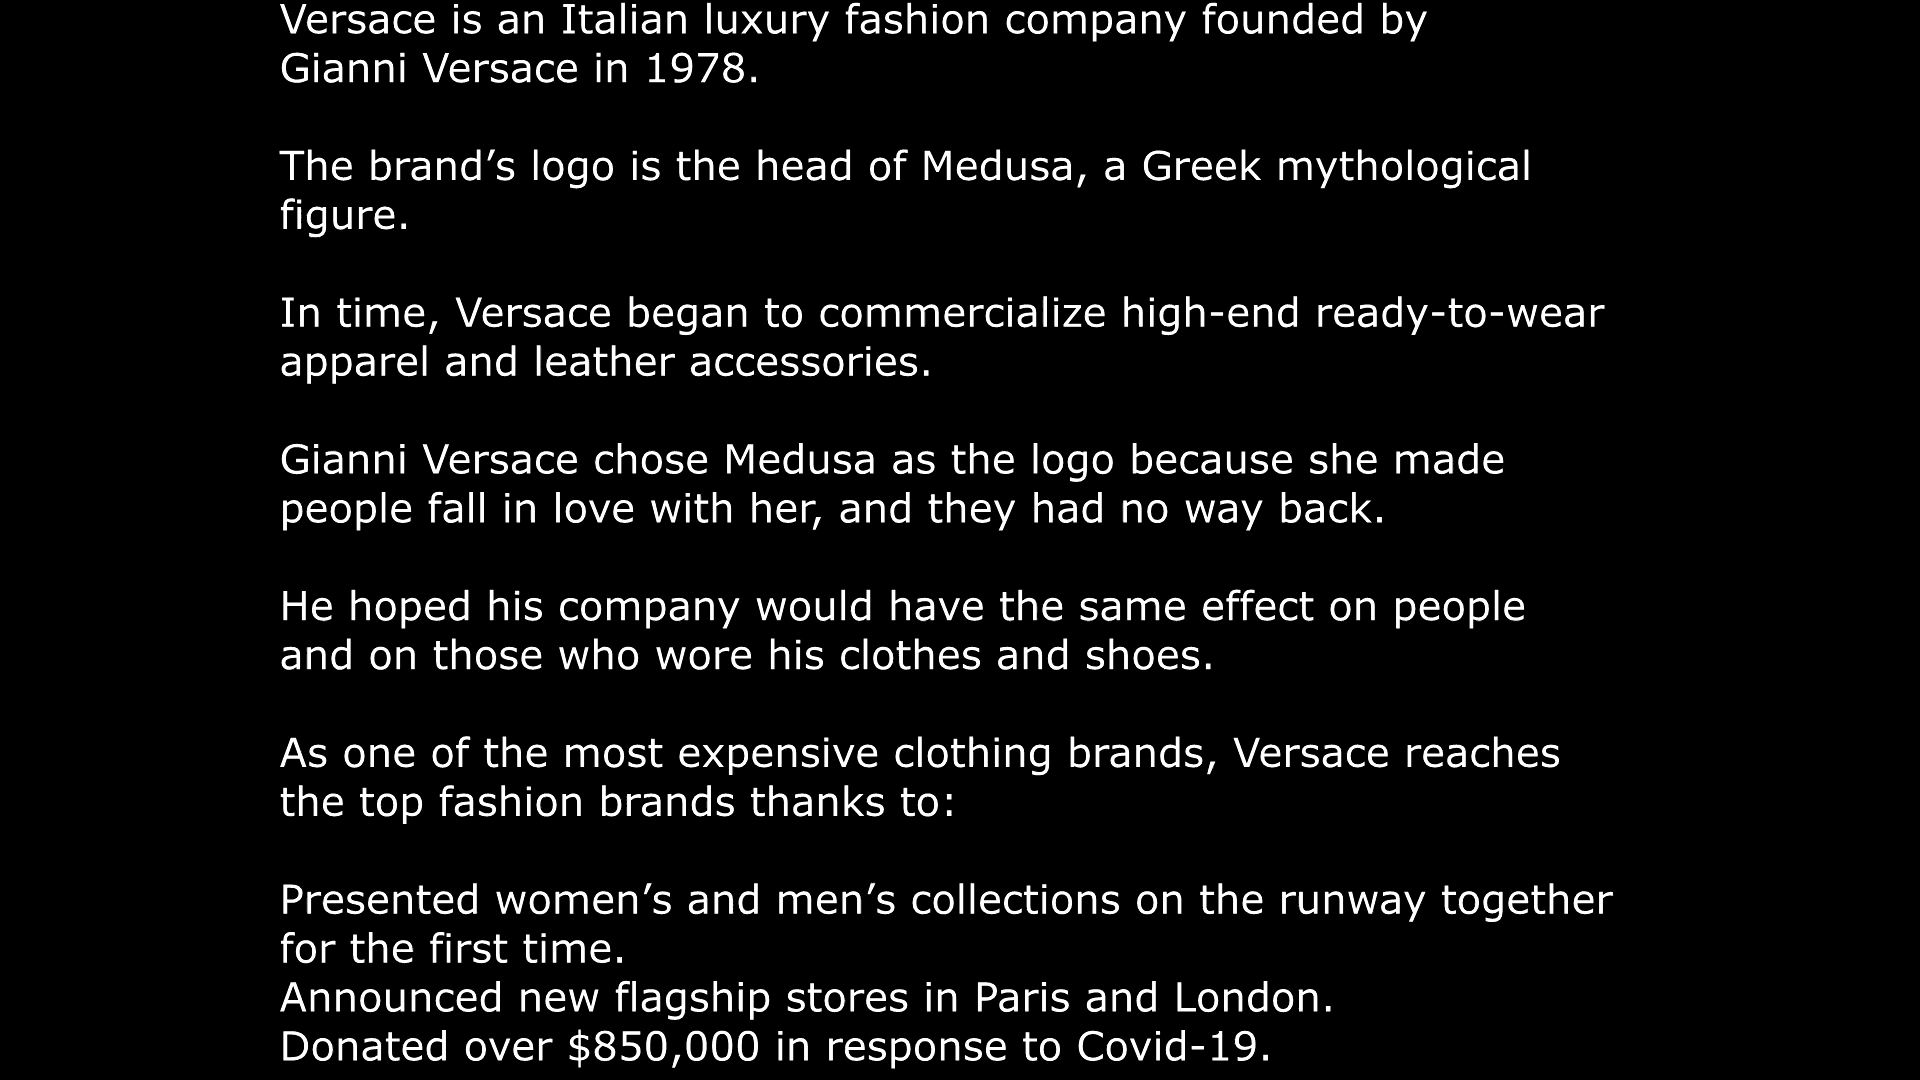 Versace is an Italian luxury fashion company founded by
Gianni Versace in 1978.
The brand’s logo is the head of Medusa, a Greek mythological
figure.
In time, Versace began to commercialize high-end ready-to-wear
apparel and leather accessories.
Gianni Versace chose Medusa as the logo because she made
people fall in love with her, and they had no way back.
He hoped his company would have the same effect on people
and on those who wore his clothes and shoes.
As one of the most expensive clothing brands, Versace reaches
the top fashion brands thanks to:
Presented women’s and men’s collections on the runway together
for the first time.
Announced new flagship stores in Paris and London.
Donated over $850,000 in response to Covid-19.